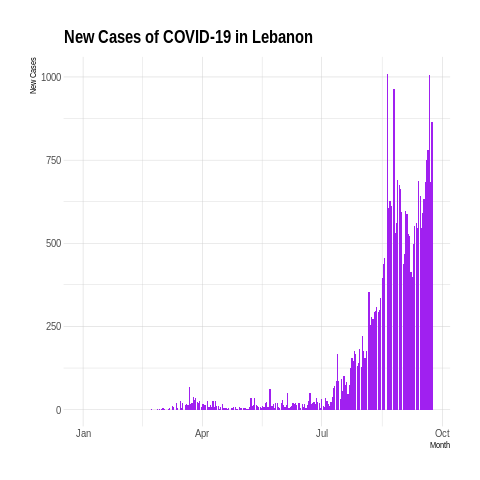 New Cases of COVID-19 in Lebanon
New Cases
1000
750
500
250
0
Jan Apr Jul Oct
Month